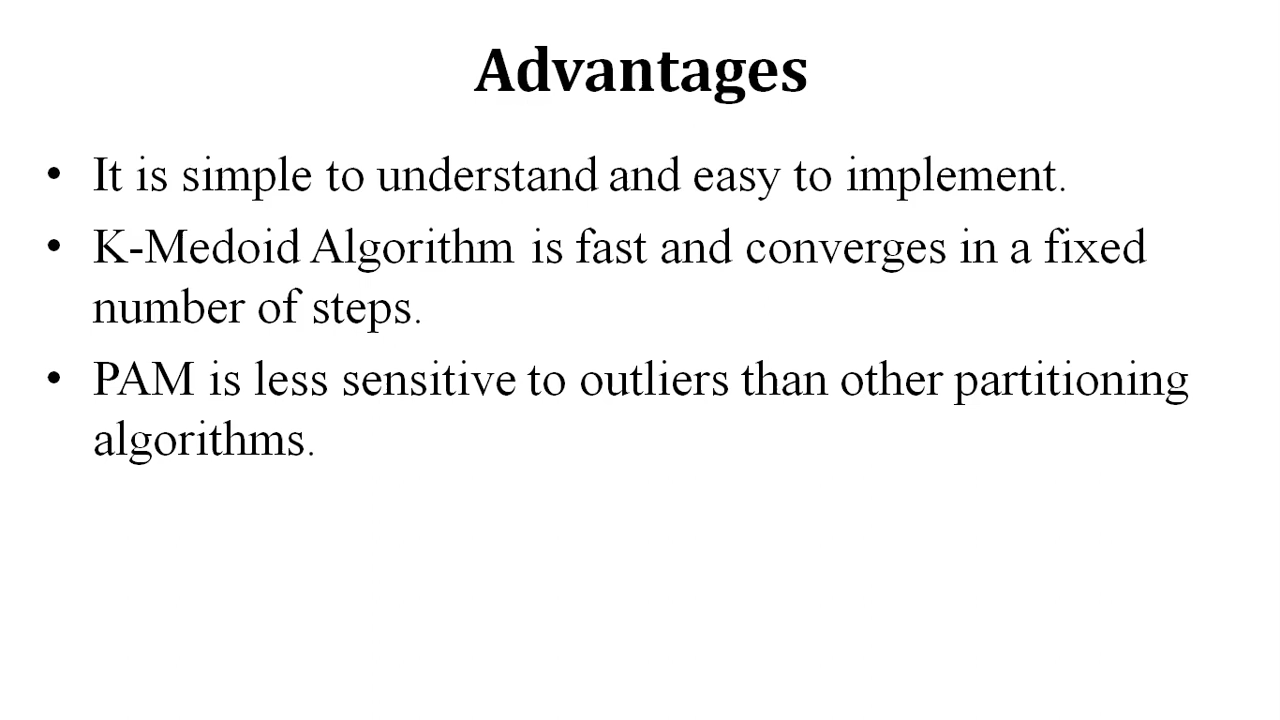 Advantages
• It is simple to understand and easy to implement.
• K-Medoid Algorithm is fast and converges in a fixed
number of steps.
• PAM is less sensitive to outliers than other partitioning
algorithms.